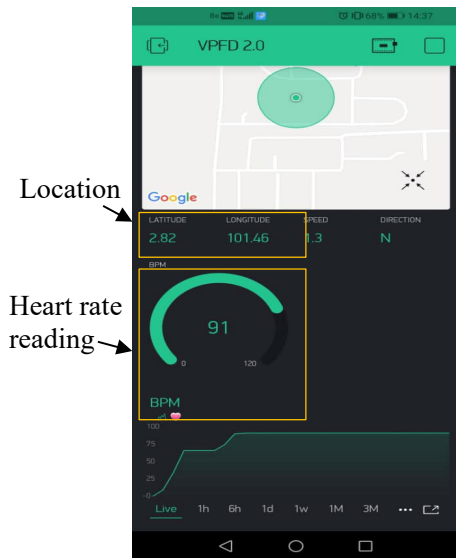 68% 14:37
VPFD 2.0
Google
Location
LATITUDE LONGITUDE SPEED DIRECTION
2.82 101.46 1.3 N
BPM
Heart rate
reading
91
0 120
BPM
100
75
50
25
-0
Live 1h 6h 1d 1w 1M 3M